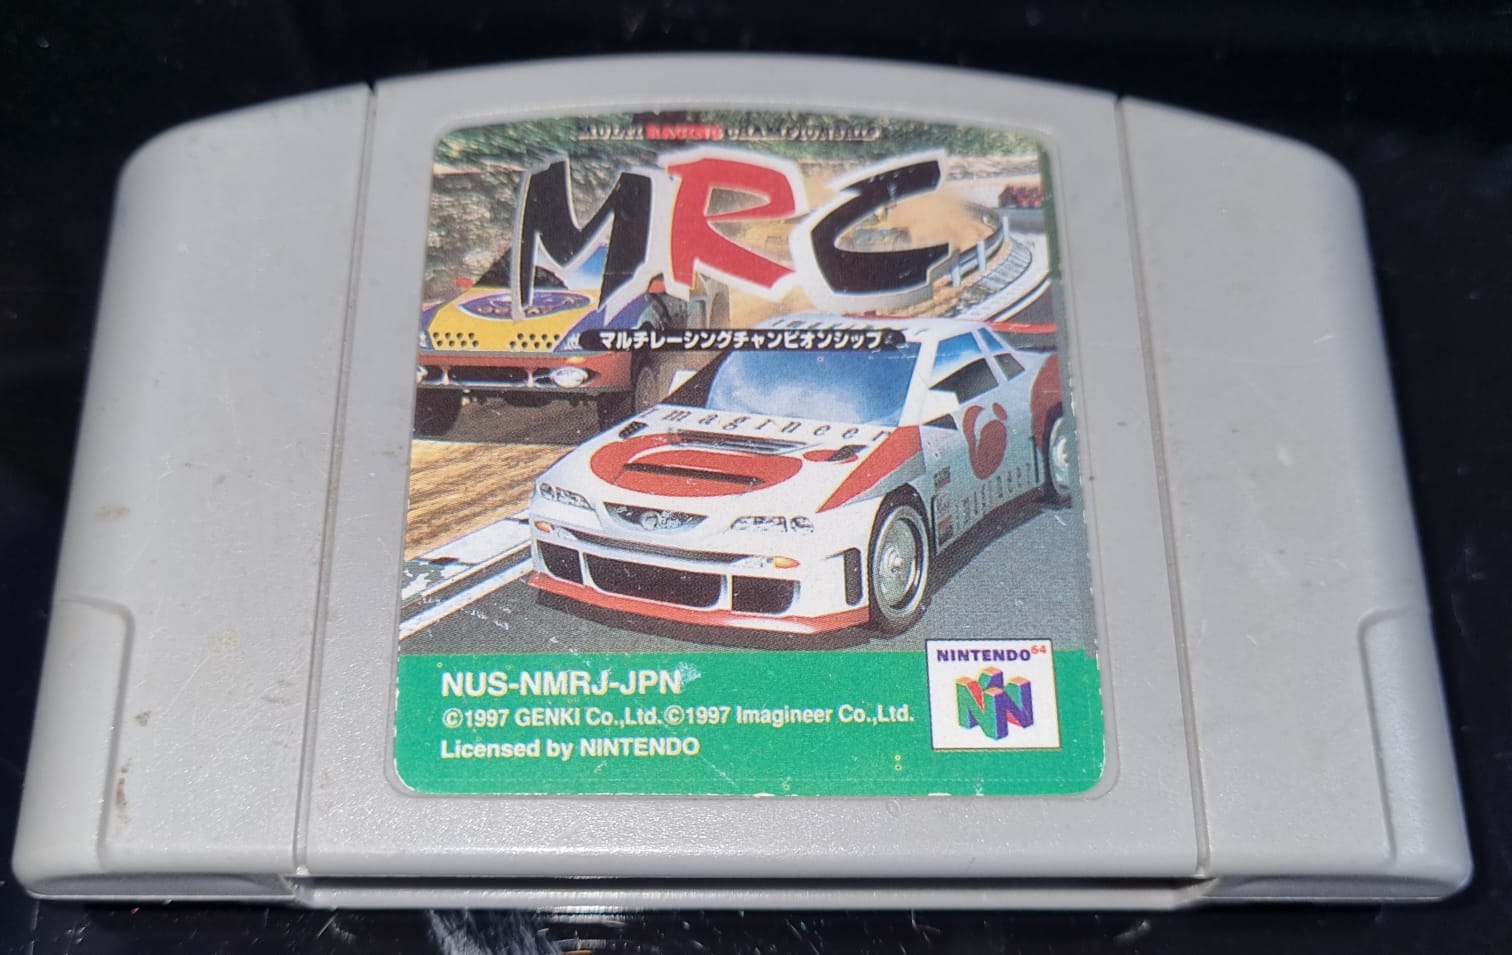 MULTI RACING CHAMPIONSHIP
MRC
マルチレーシングチャンピオンシップ
imagineer
imagineer
NUS-NMRJ-JPN
©1997 GENKI Co.,Ltd.©1997 Imagineer Co.,Ltd.
Licensed by NINTENDO
NINTENDO64